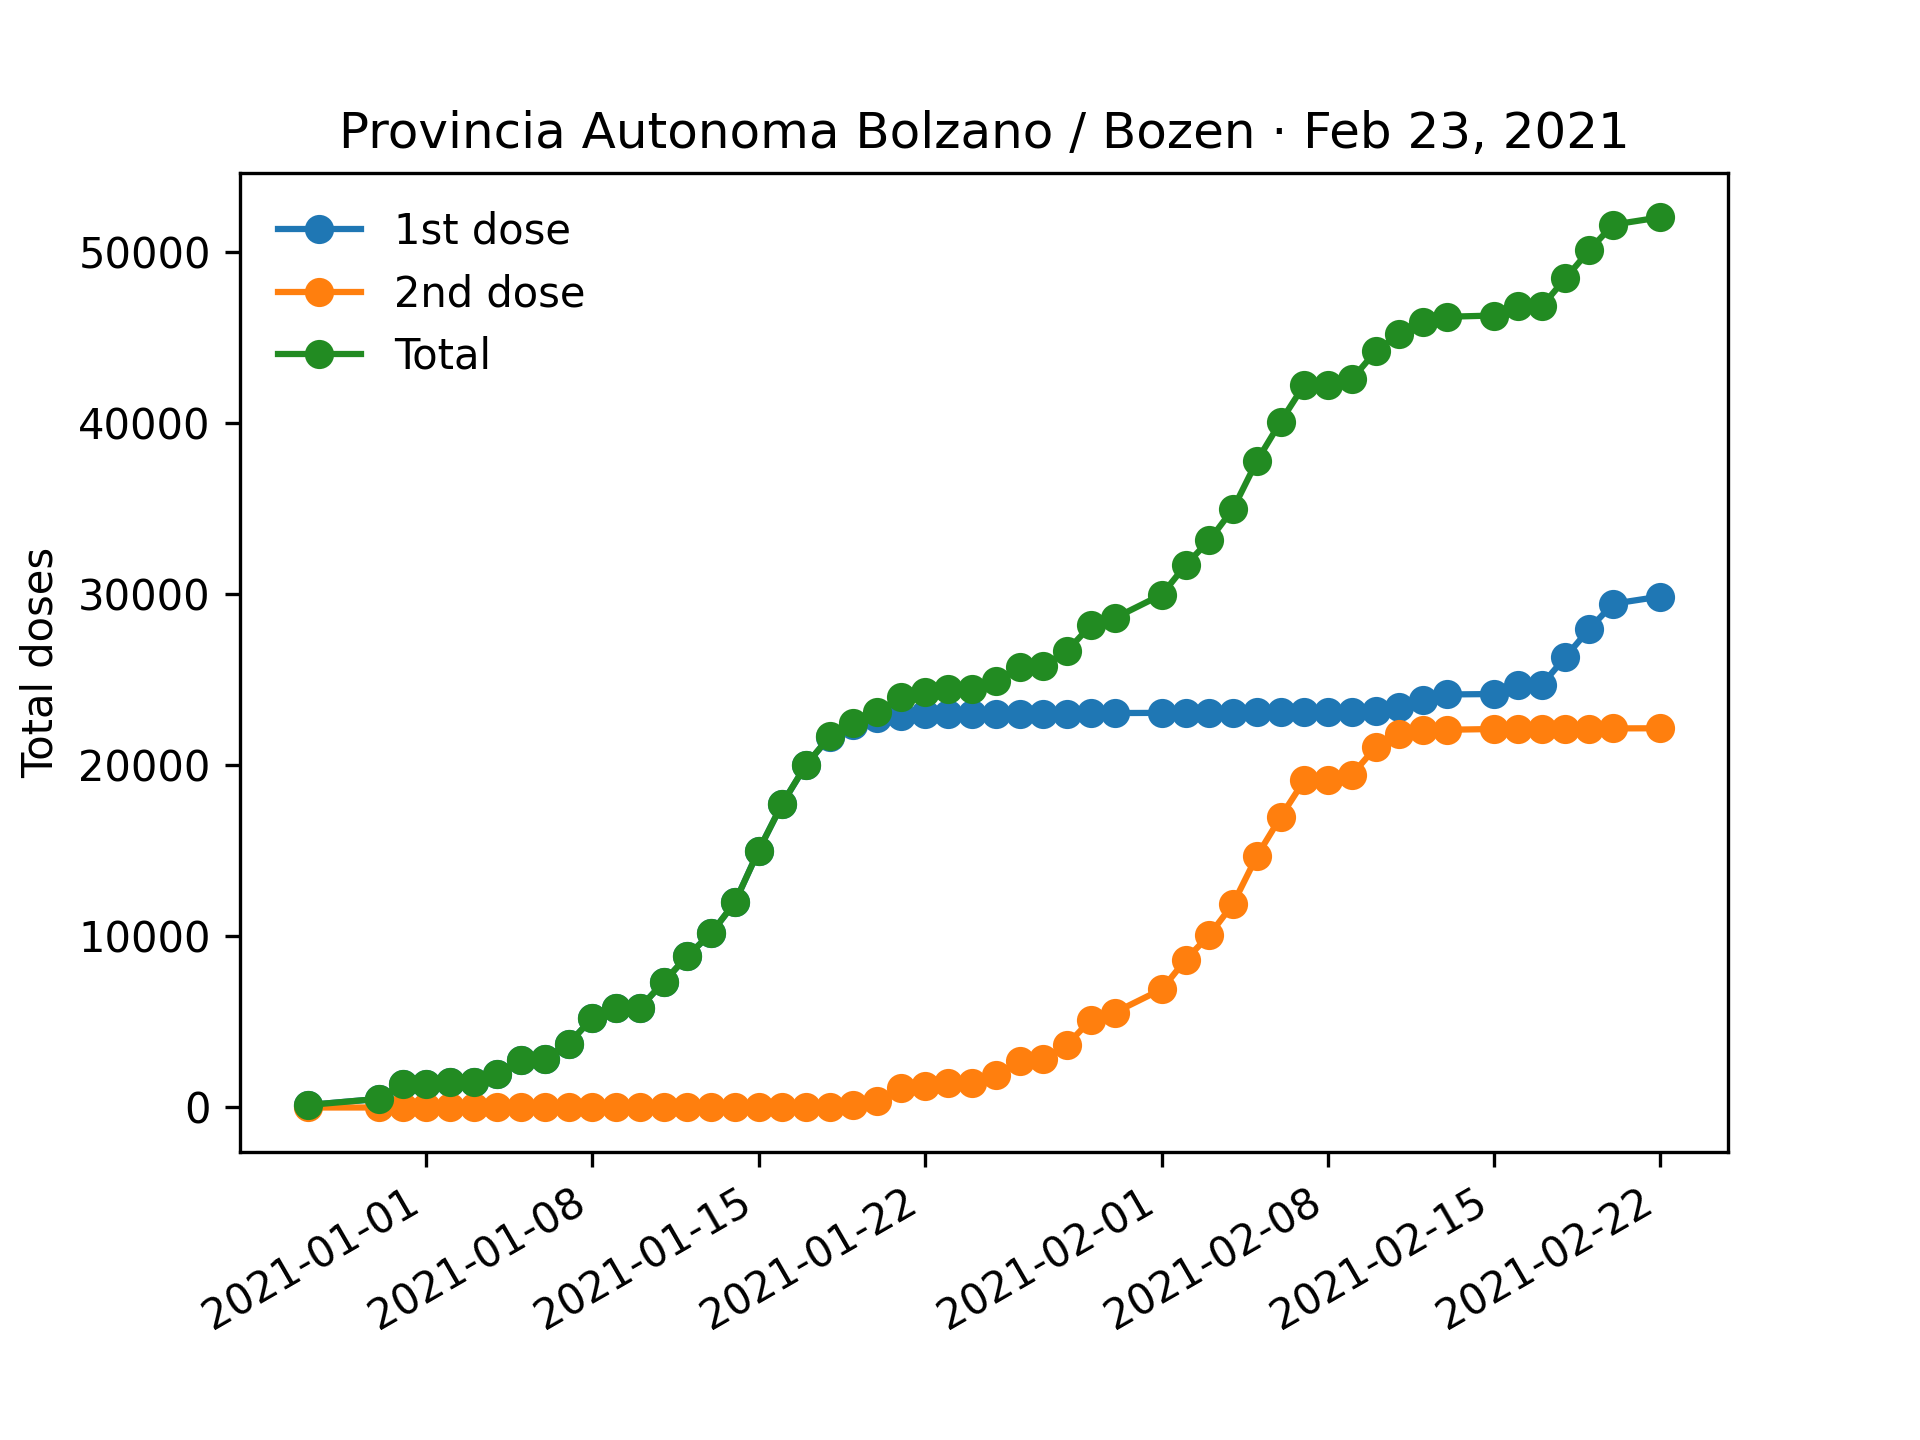 Provincia Autonoma Bolzano / Bozen · Feb 23, 2021
1st dose
2nd dose
Total
Total doses
50000
40000
30000
20000
10000
0
2021-01-01
2021-01-08
2021-01-15
2021-01-22
2021-02-01
2021-02-08
2021-02-15
2021-02-22